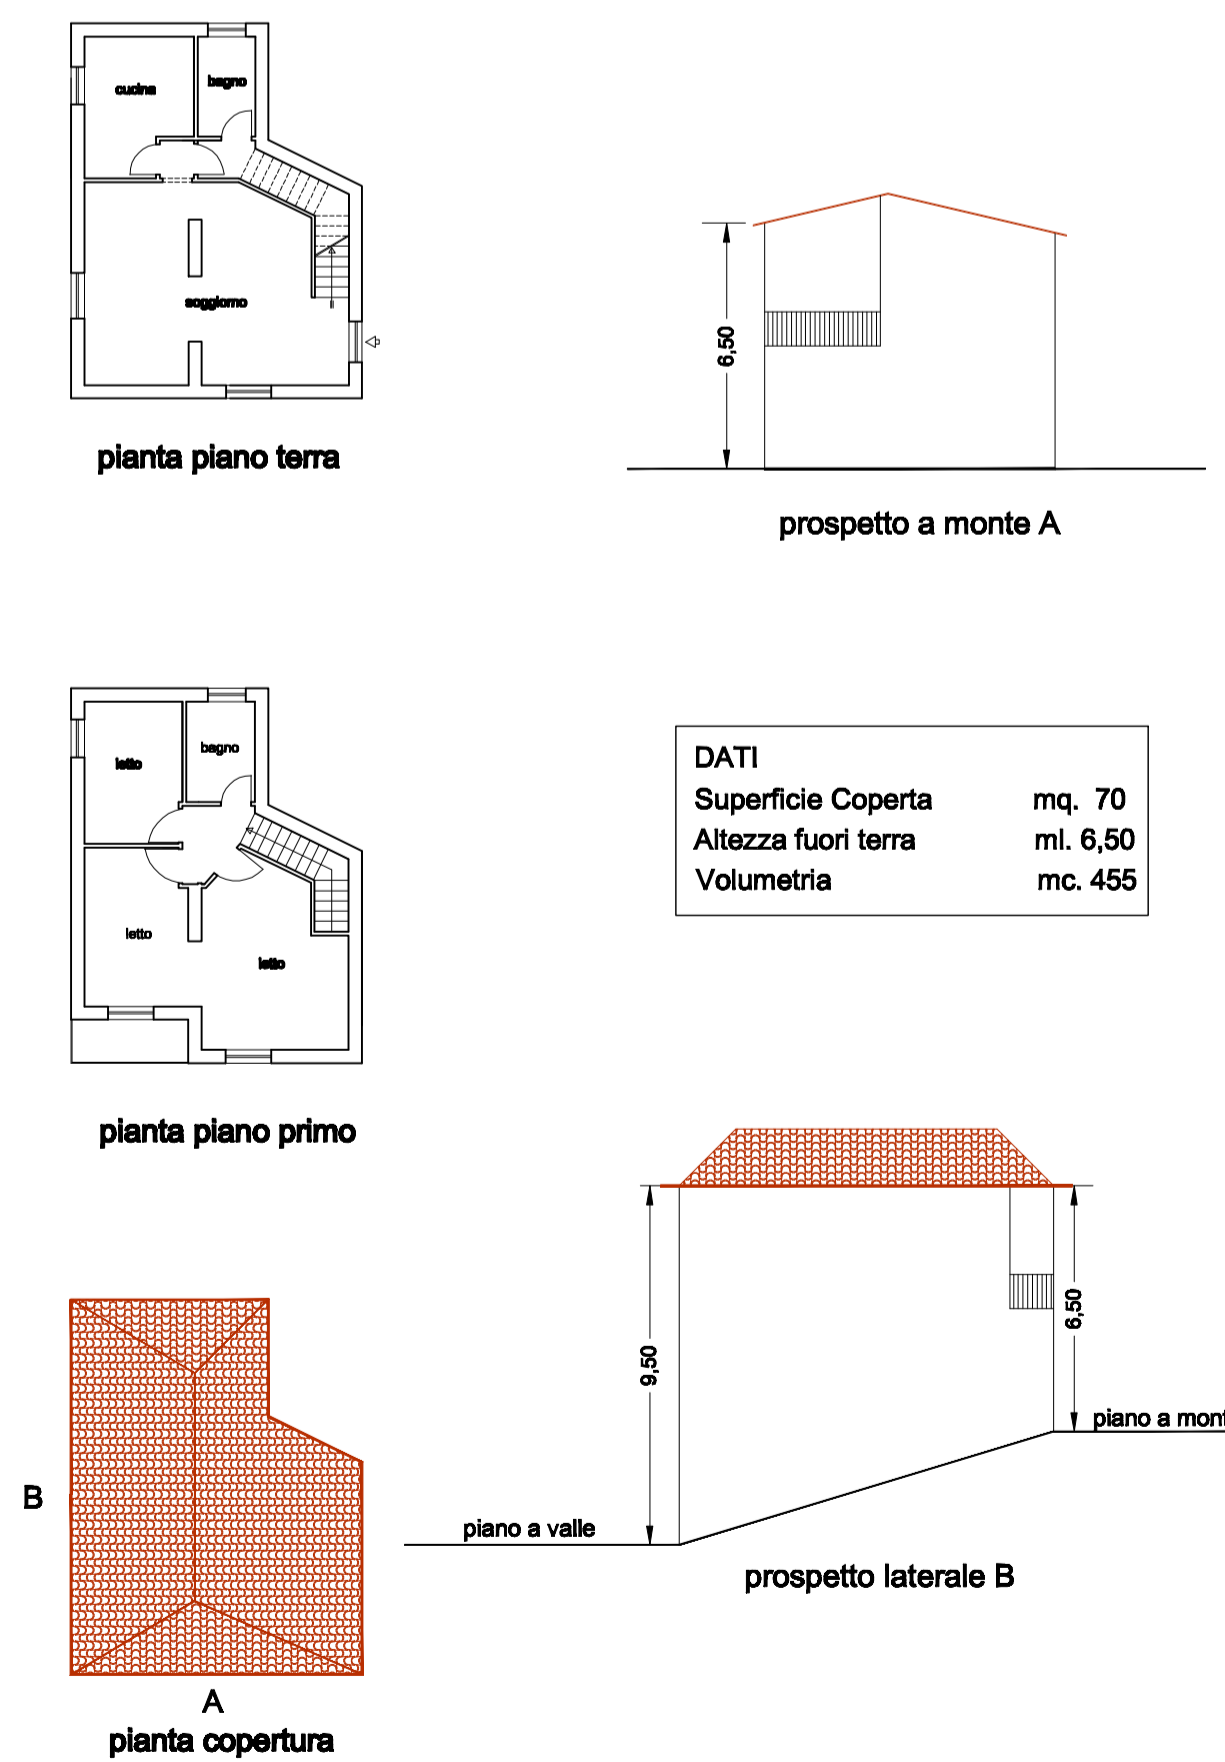 cucina
bagno
soggiorno
pianta piano terra
6,50
prospetto a monte A
letto
bagno
letto
letto
pianta piano primo
DATI
Superficie Coperta mq. 70
Altezza fuori terra ml. 6,50
Volumetria mc. 455
9,50
6,50
piano a mont
piano a valle
prospetto laterale B
B
A
pianta copertura